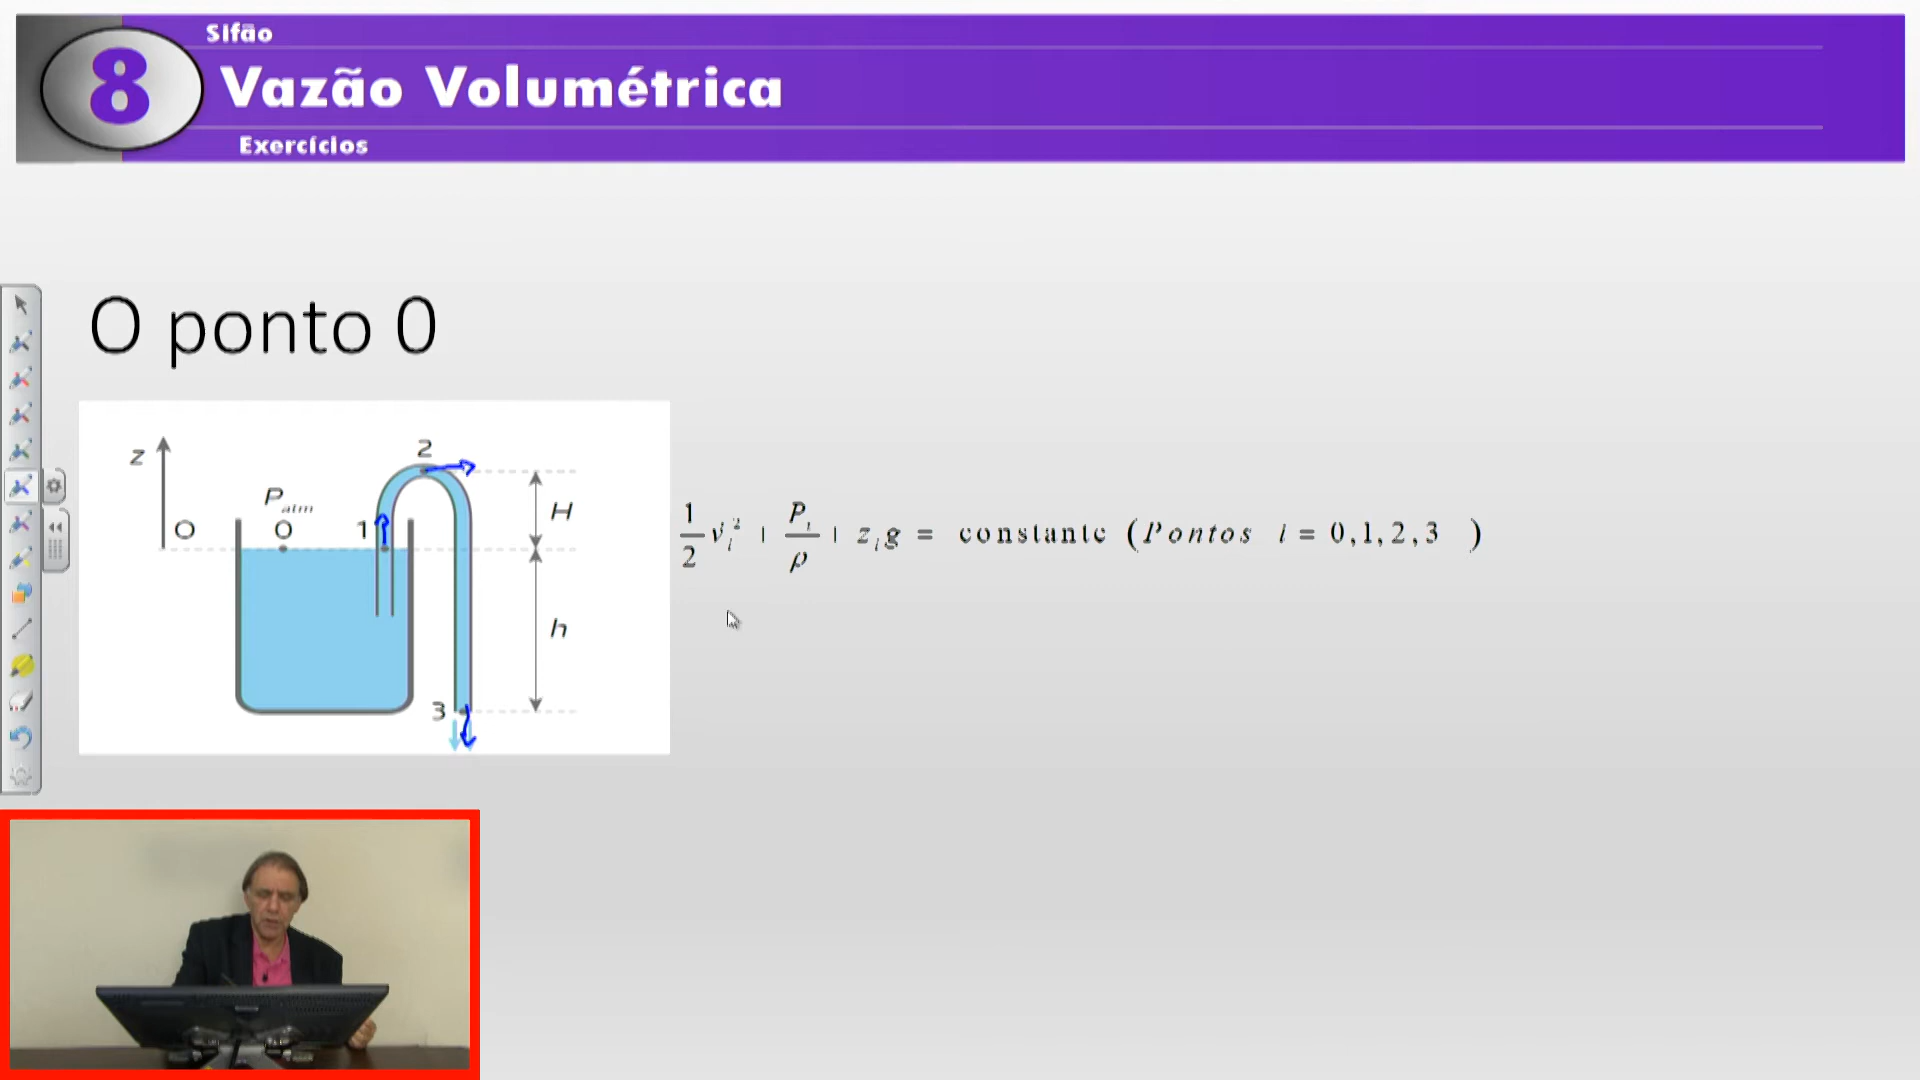 Sifão
8
Vazão Volumétrica
Exercícios
O ponto 0
z
O
P_atm
0
1
2
H
h
3
1/2 v_i^2 + P_i/ρ + z_i g = constante (Pontos i = 0,1,2,3 )